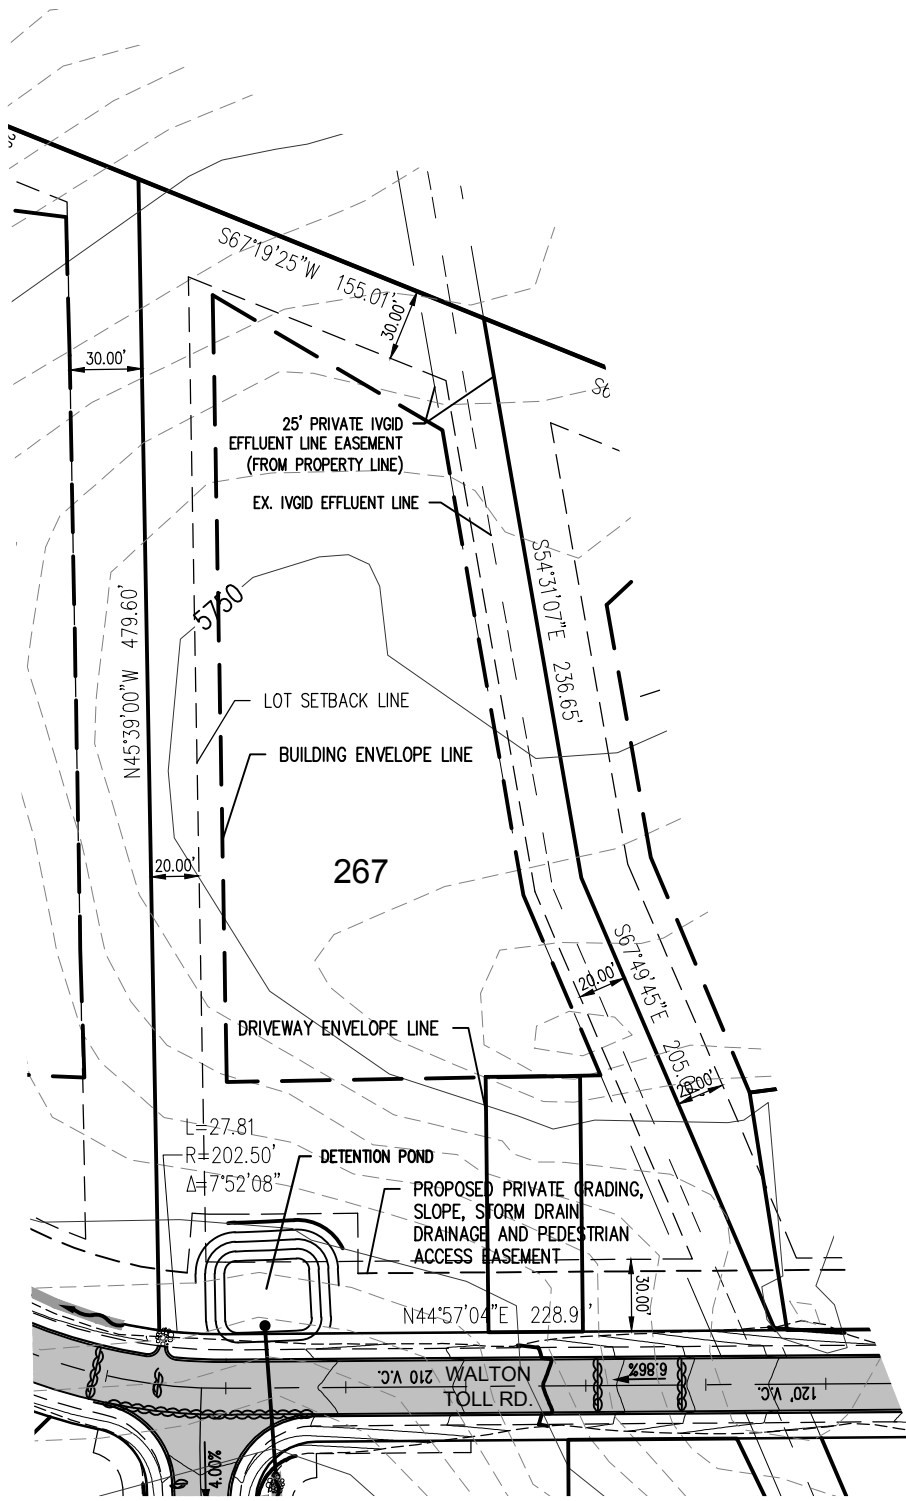 S67°19'25"W 155.01'
30.00'
30.00'
25' PRIVATE IVGID
EFFLUENT LINE EASEMENT
(FROM PROPERTY LINE)
EX. IVGID EFFLUENT LINE
S54°31'07"E 236.65'
5750
N45°39'00"W 479.60'
LOT SETBACK LINE
BUILDING ENVELOPE LINE
20.00'
267
S67°49'45"E
20.00'
20.00'
DRIVEWAY ENVELOPE LINE
L=27.81
R=202.50'
Δ=7°52'08"
DETENTION POND
PROPOSED PRIVATE GRADING,
SLOPE, STORM DRAIN
DRAINAGE AND PEDESTRIAN
ACCESS EASEMENT
30.00'
N44°57'04"E
210 V.C.
WALTON
TOLL RD.
6.86%
120' V.C.
4.00%